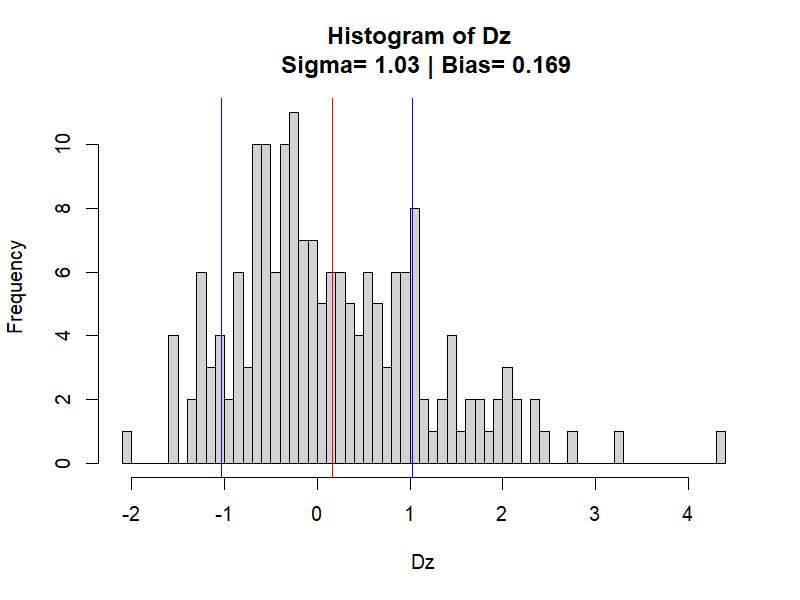 Histogram of Dz
Sigma= 1.03 | Bias= 0.169
Frequency
10
8
6
4
2
0
-2 -1 0 1 2 3 4
Dz